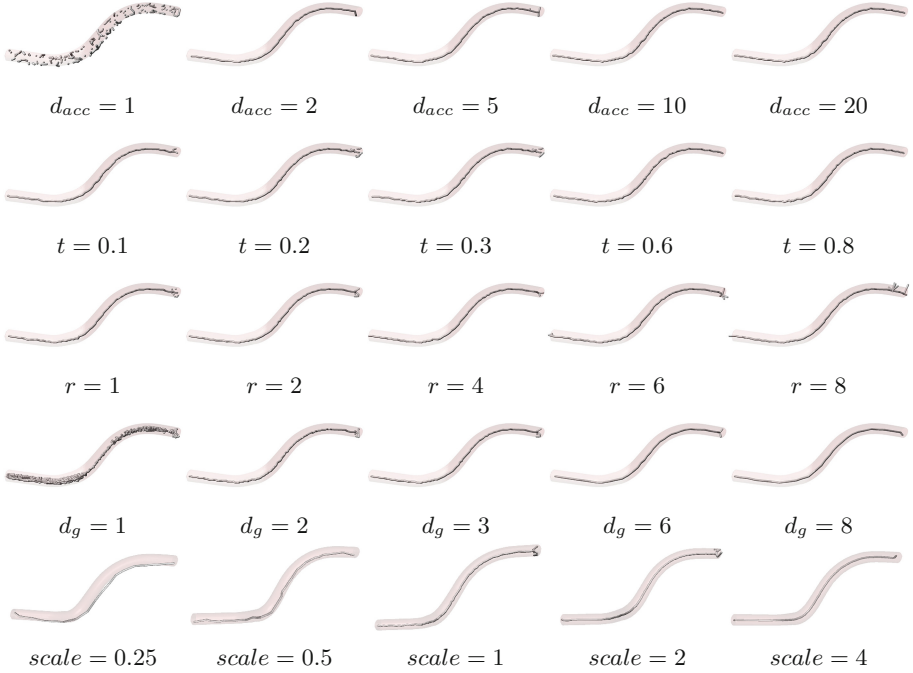 d_acc = 1 d_acc = 2 d_acc = 5 d_acc = 10 d_acc = 20
t = 0.1 t = 0.2 t = 0.3 t = 0.6 t = 0.8
r = 1 r = 2 r = 4 r = 6 r = 8
d_g = 1 d_g = 2 d_g = 3 d_g = 6 d_g = 8
scale = 0.25 scale = 0.5 scale = 1 scale = 2 scale = 4